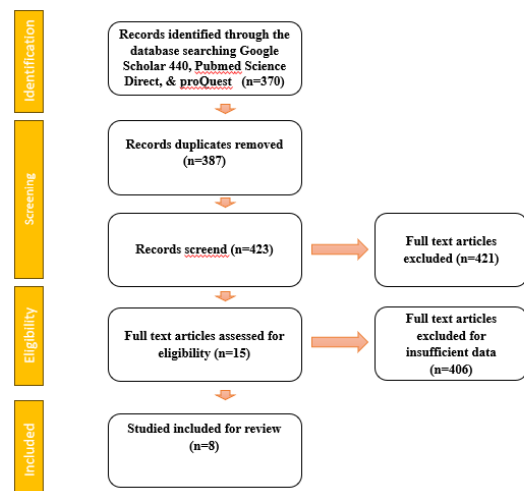 Identification
Records identified through the
database searching Google
Scholar 440, Pubmed Science
Direct, & proQuest (n=370)
Screening
Records duplicates removed
(n=387)
Records screend (n=423)
Full text articles
excluded (n=421)
Eligibility
Full text articles assessed for
eligibility (n=15)
Full text articles
excluded for
insufficient data
(n=406)
Included
Studied included for review
(n=8)